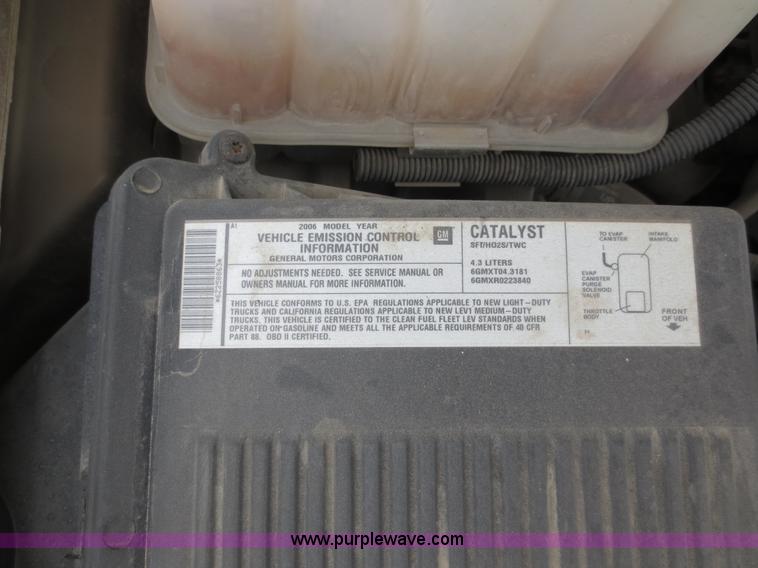 A1
2006 MODEL YEAR
VEHICLE EMISSION CONTROL
INFORMATION
GENERAL MOTORS CORPORATION
GM
CATALYST
SFI/HO2S/TWC
NO ADJUSTMENTS NEEDED. SEE SERVICE MANUAL OR
OWNERS MANUAL FOR MORE INFORMATION.
4.3 LITERS
6GMXT04.3181
6GMXR0223840
THIS VEHICLE CONFORMS TO U.S. EPA REGULATIONS APPLICABLE TO NEW LIGHT-DUTY
TRUCKS AND CALIFORNIA REGULATIONS APPLICABLE TO NEW LEV1 MEDIUM-DUTY
TRUCKS. THIS VEHICLE IS CERTIFIED TO THE CLEAN FUEL FLEET LEV STANDARDS WHEN
OPERATED ON GASOLINE AND MEETS ALL THE APPLICABLE REQUIREMENTS OF 40 CFR
PART 88. OBD II CERTIFIED.
TO EVAP
CANISTER
INTAKE
MANIFOLD
EVAP
CANISTER
PURGE
SOLENOID
VALVE
THROTTLE
BODY
FRONT
OF VEH
H
www.purplewave.com